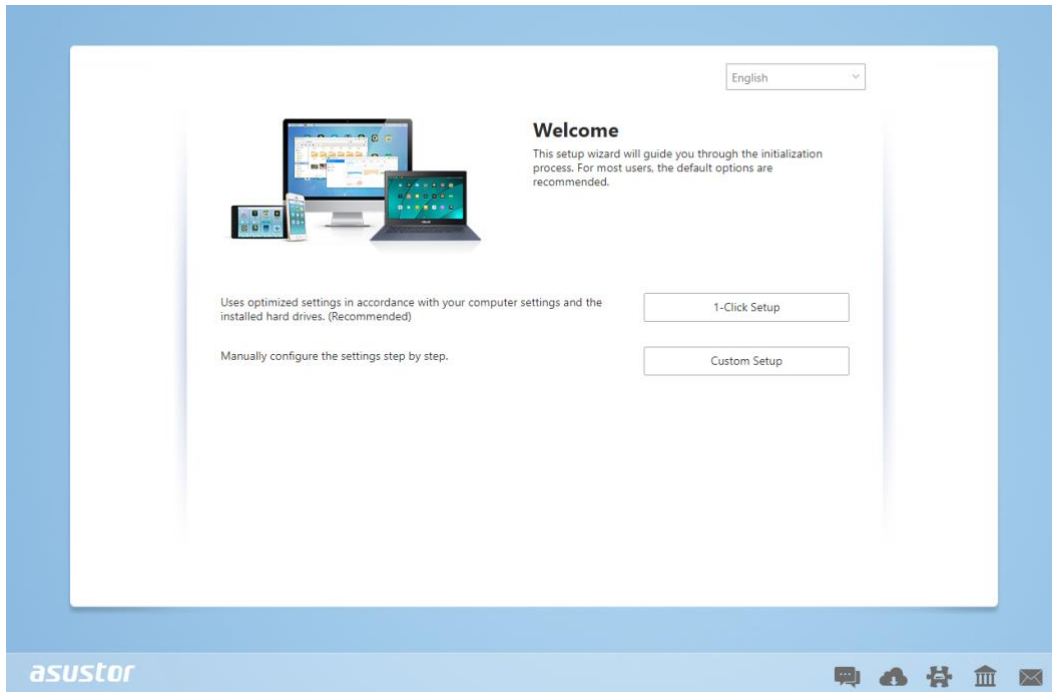 English
Welcome
This setup wizard will guide you through the initialization
process. For most users, the default options are
recommended.
Uses optimized settings in accordance with your computer settings and the
installed hard drives. (Recommended)
1-Click Setup
Manually configure the settings step by step.
Custom Setup
asustor